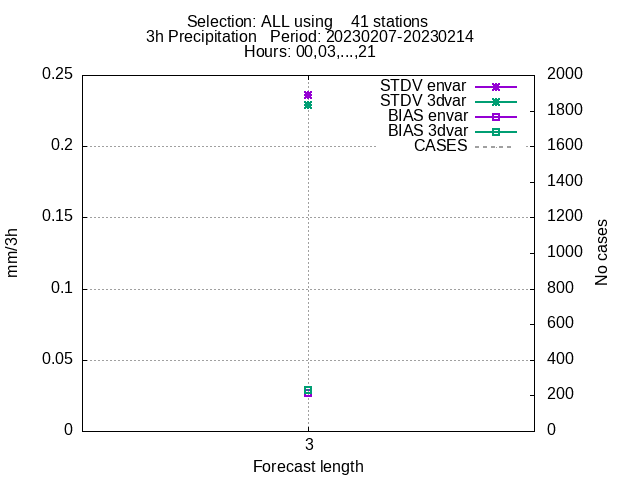 Selection: ALL using    41 stations
3h Precipitation   Period: 20230207-20230214
Hours: 00,03,...,21
STDV envar
STDV 3dvar
BIAS envar
BIAS 3dvar
CASES
0.25
0.2
0.15
0.1
0.05
0
mm/3h
2000
1800
1600
1400
1200
1000
800
600
400
200
0
No cases
3
Forecast length